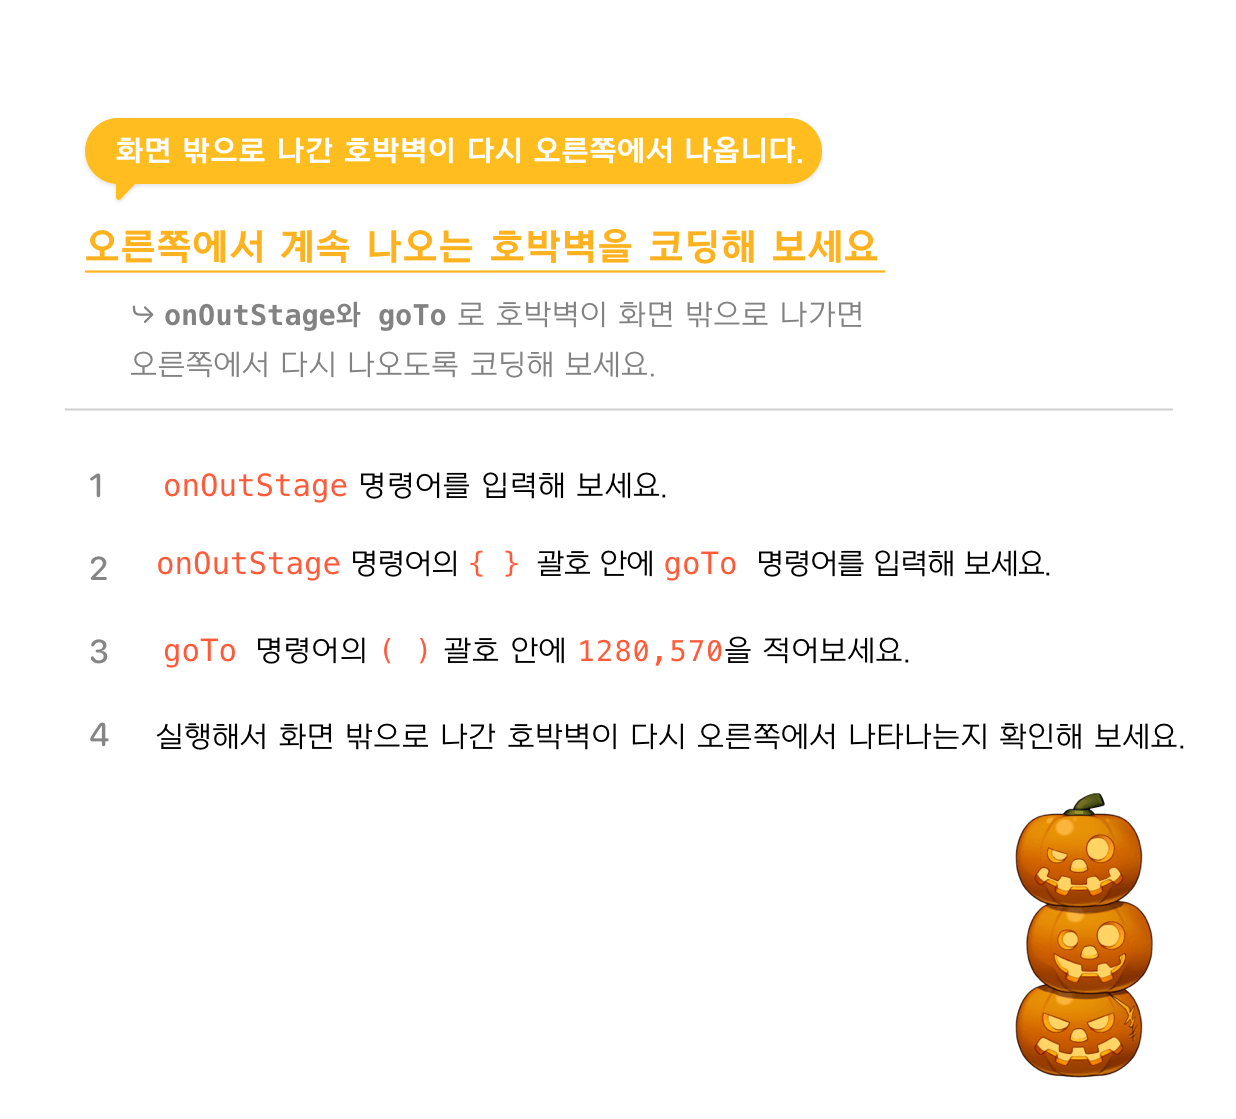 화면 밖으로 나간 호박벽이 다시 오른쪽에서 나옵니다.
오른쪽에서 계속 나오는 호박벽을 코딩해 보세요
↪ onOutStage와 goTo 로 호박벽이 화면 밖으로 나가면
오른쪽에서 다시 나오도록 코딩해 보세요.
1 onOutStage 명령어를 입력해 보세요.
2 onOutStage 명령어의 { } 괄호 안에 goTo 명령어를 입력해 보세요.
3 goTo 명령어의 ( ) 괄호 안에 1280,570을 적어보세요.
4 실행해서 화면 밖으로 나간 호박벽이 다시 오른쪽에서 나타나는지 확인해 보세요.